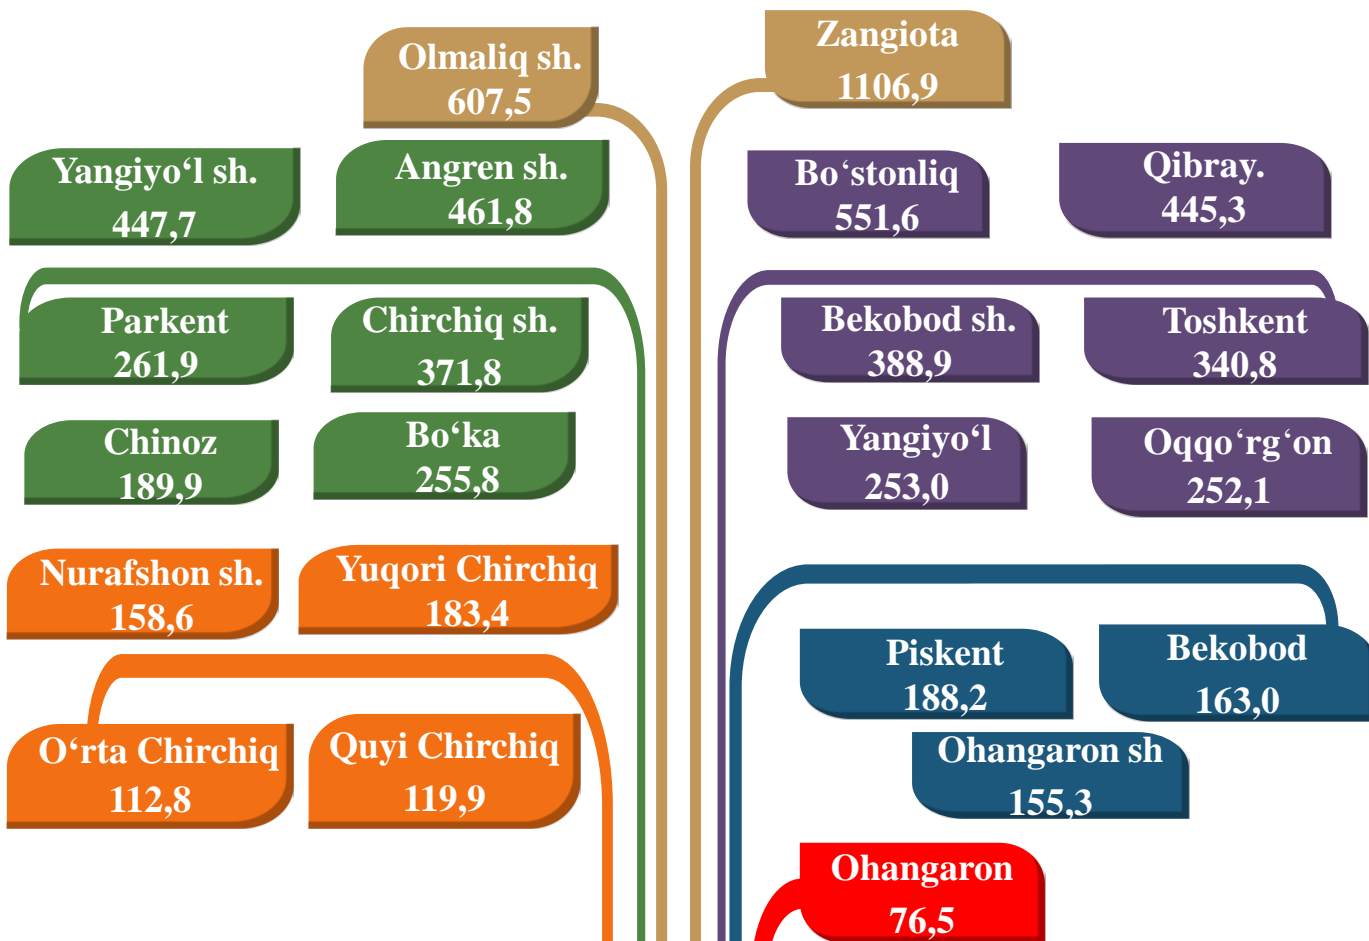 Olmaliq sh.
607,5
Zangiota
1106,9
Yangiyo‘l sh.
447,7
Angren sh.
461,8
Bo‘stonliq
551,6
Qibray.
445,3
Parkent
261,9
Chirchiq sh.
371,8
Bekobod sh.
388,9
Toshkent
340,8
Chinoz
189,9
Bo‘ka
255,8
Yangiyo‘l
253,0
Oqqo‘rg‘on
252,1
Nurafshon sh.
158,6
Yuqori Chirchiq
183,4
Piskent
188,2
Bekobod
163,0
O‘rta Chirchiq
112,8
Quyi Chirchiq
119,9
Ohangaron sh
155,3
Ohangaron
76,5